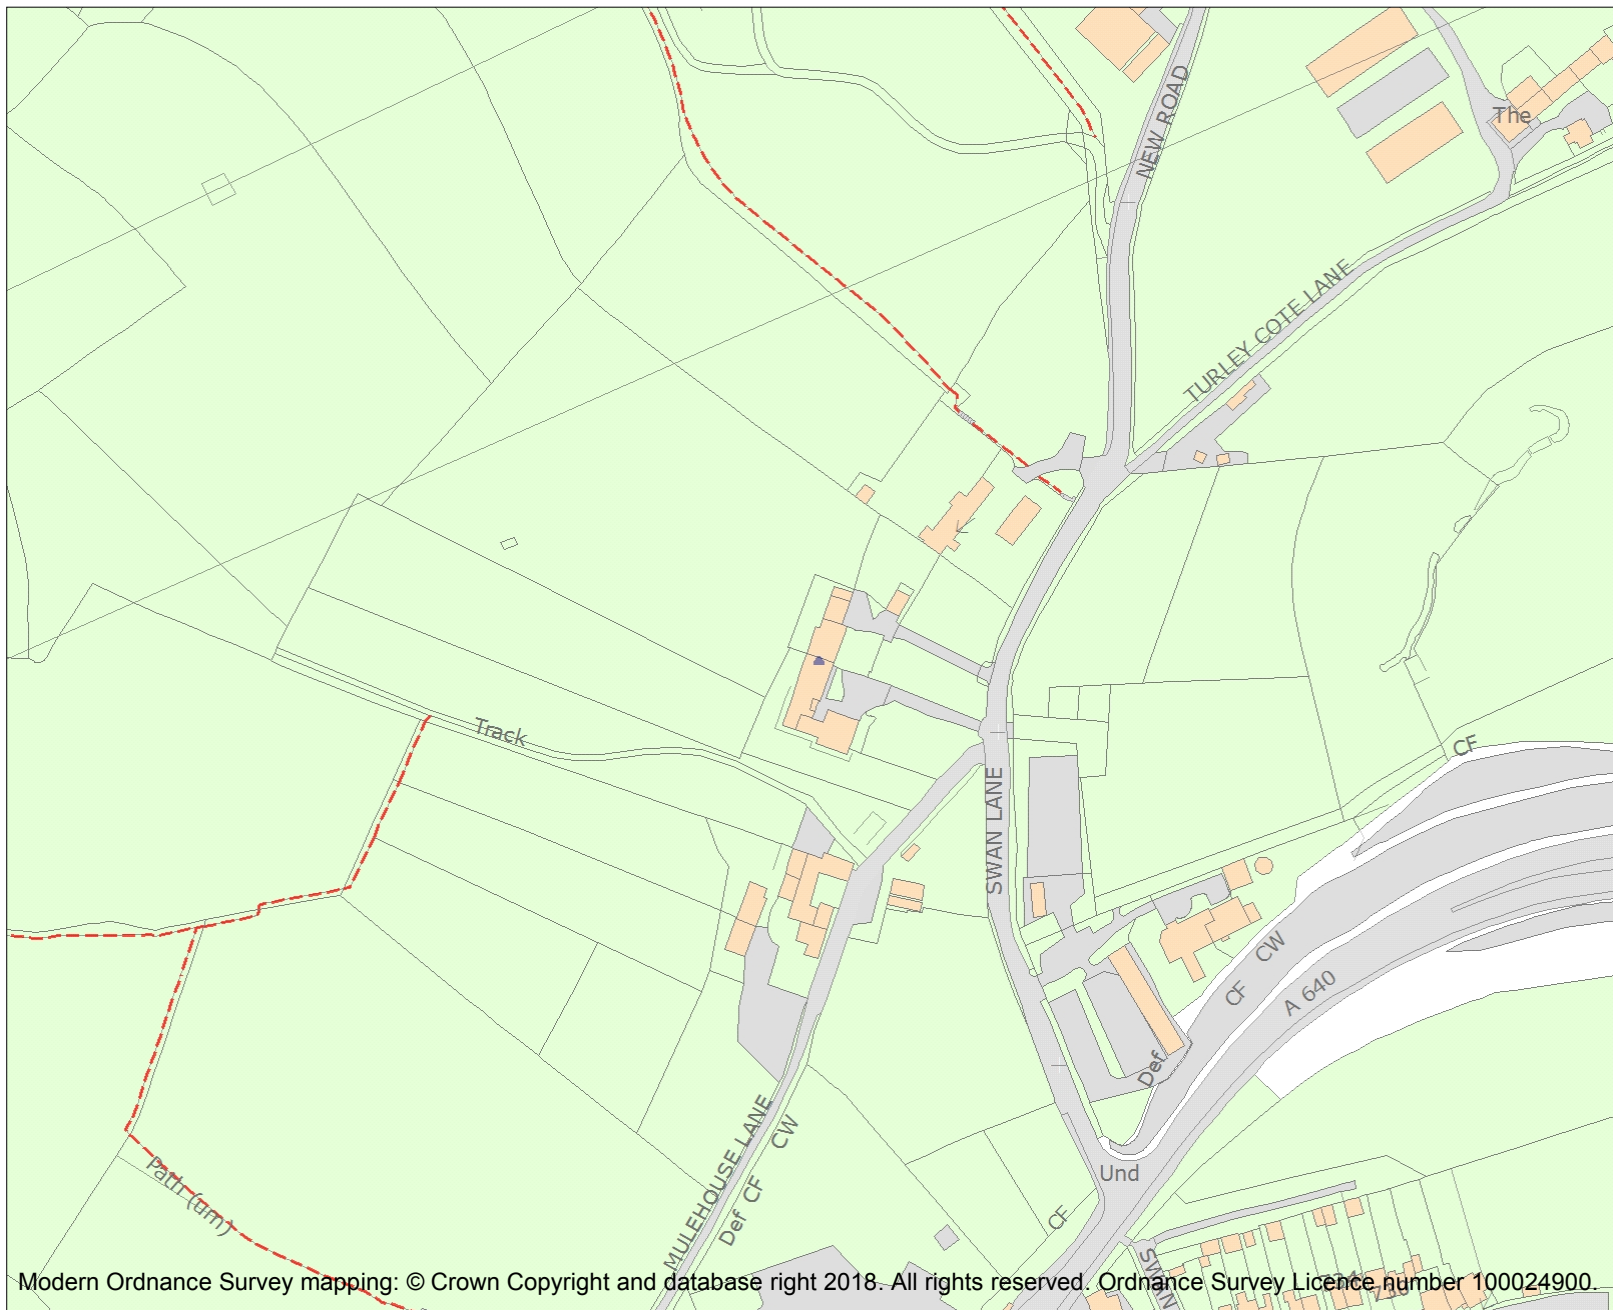 NEW ROAD
The
TURLEY COTE LANE
Track
CF
SWAN LANE
CW
CF
A 640
Def
MULEHOUSE LANE
CW
Und
Path (um)
CF
Def
CF
SWAN
730
Modern Ordnance Survey mapping: © Crown Copyright and database right 2018. All rights reserved. Ordnance Survey Licence number 100024900.